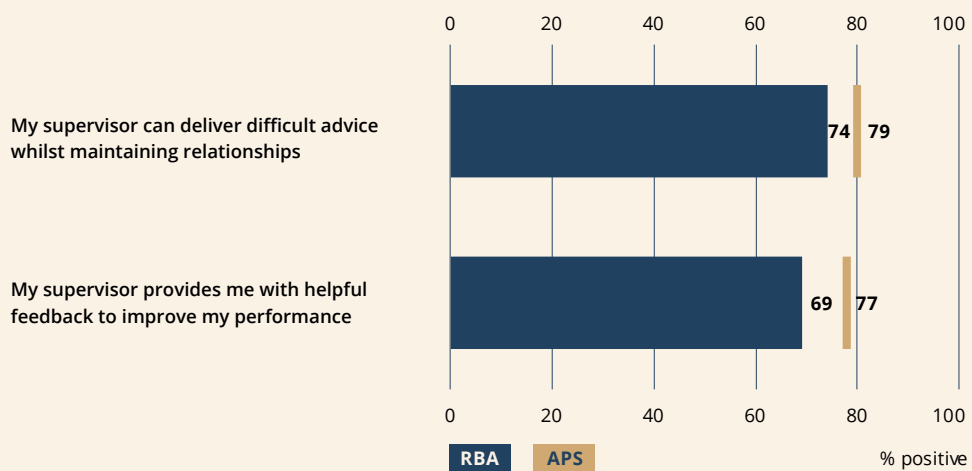 0 20 40 60 80 100
My supervisor can deliver difficult advice
whilst maintaining relationships
74 79
My supervisor provides me with helpful
feedback to improve my performance
69 77
0 20 40 60 80 100
RBA APS % positive